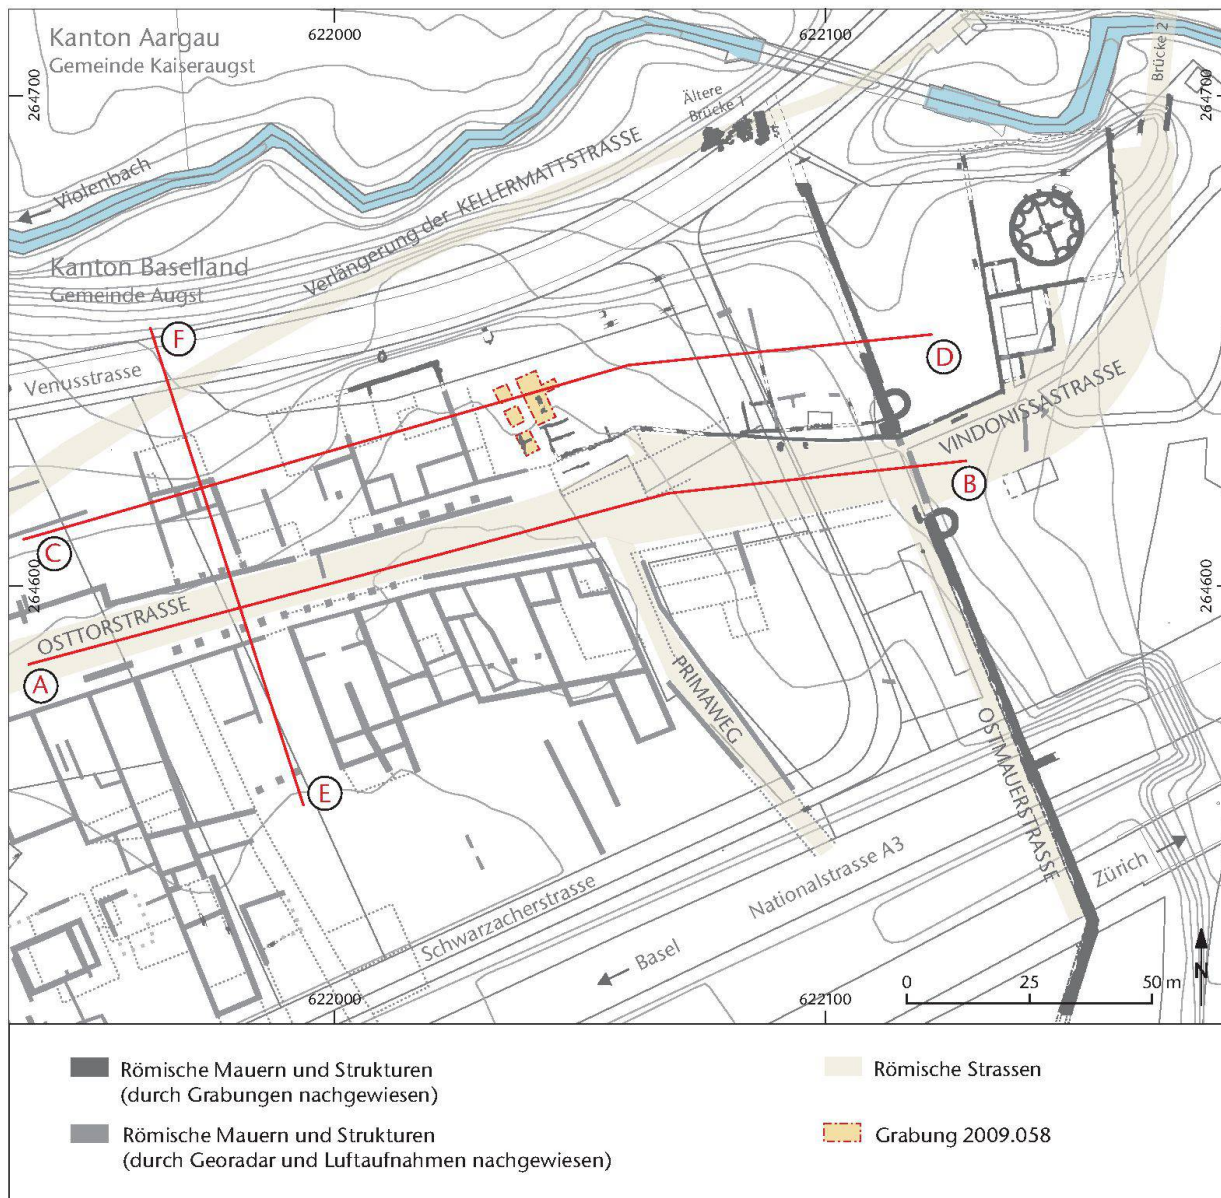 Kanton Aargau
Gemeinde Kaiseraugst
622000
622100
264700
264700
Brücke 2
Ältere
Brücke 1
Violenbach
Verlängerung der KELLERMATTSTRASSE
Kanton Baselland
Gemeinde Augst
F
Venusstrasse
D
VINDONISSASTRASSE
B
C
264600
264600
OSTTORSTRASSE
A
PRIMAWEG
OSTMAUERSTRASSE
E
Schwarzacherstrasse
Nationalstrasse A3
Zürich
Basel
N
622000
622100
0 25 50 m
Römische Mauern und Strukturen
(durch Grabungen nachgewiesen)
Römische Mauern und Strukturen
(durch Georadar und Luftaufnahmen nachgewiesen)
Römische Strassen
Grabung 2009.058